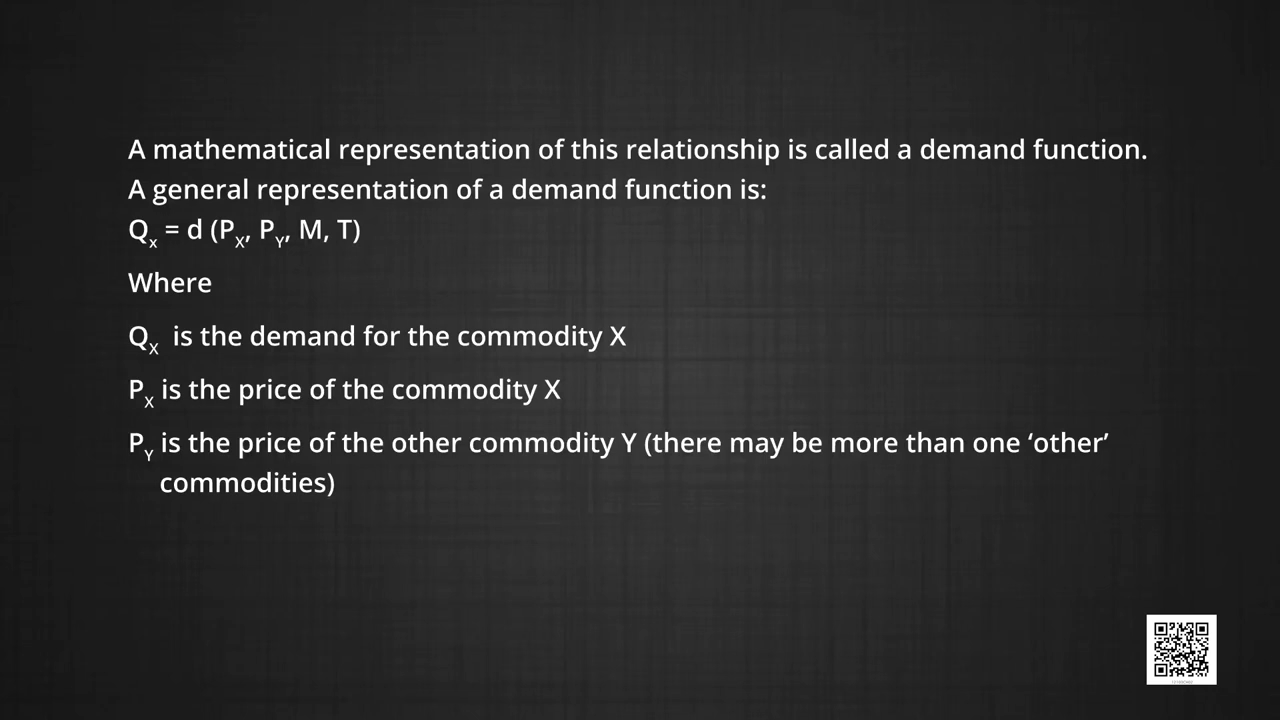 A mathematical representation of this relationship is called a demand function.
A general representation of a demand function is:
Qₓ = d (Pₓ, Pᵧ, M, T)
Where
Qₓ is the demand for the commodity X
Pₓ is the price of the commodity X
Pᵧ is the price of the other commodity Y (there may be more than one ‘other’
commodities)